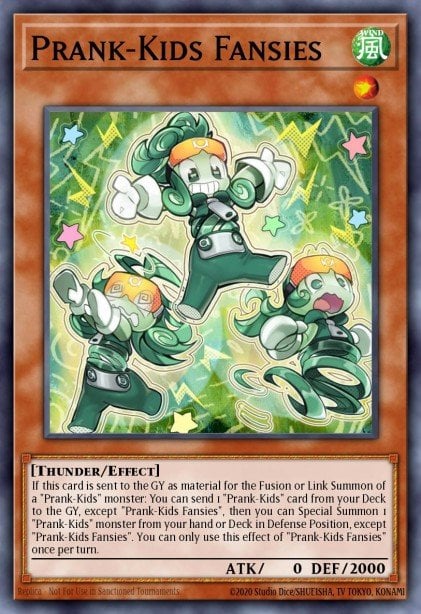 PRANK-KIDS FANSIES
WIND
風
[THUNDER/EFFECT]
If this card is sent to the GY as material for the Fusion or Link Summon
of a "Prank-Kids" monster: You can send 1 "Prank-Kids" card from your Deck
to the GY, except "Prank-Kids Fansies", then you can Special Summon 1
"Prank-Kids" monster from your hand or Deck in Defense Position, except
"Prank-Kids Fansies". You can only use this effect of "Prank-Kids Fansies"
once per turn.
ATK/ 0 DEF/2000
Replica - Not For Use in Sanctioned Tournaments
©2020 Studio Dice/SHUEISHA, TV TOKYO, KONAMI